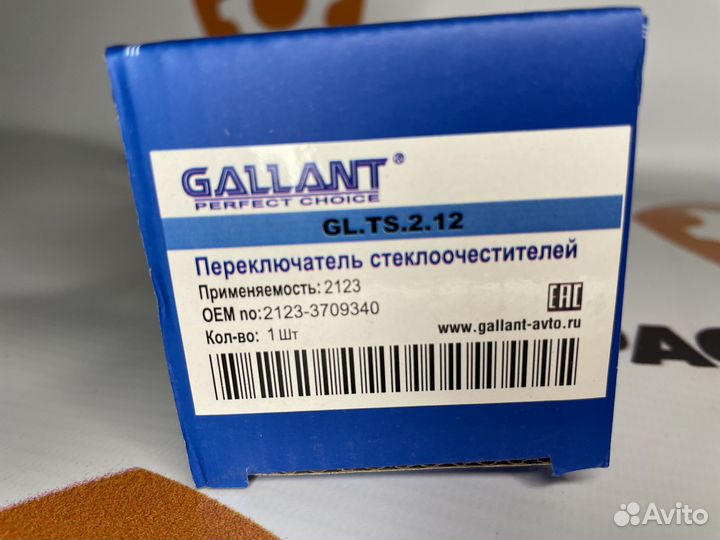 GALLANT®
PERFECT CHOICE
GL.TS.2.12
Переключатель стеклоочестителей
Применяемость: 2123
OEM no: 2123-3709340
Кол-во: 1 Шт
EAC
www.gallant-avto.ru
Avito